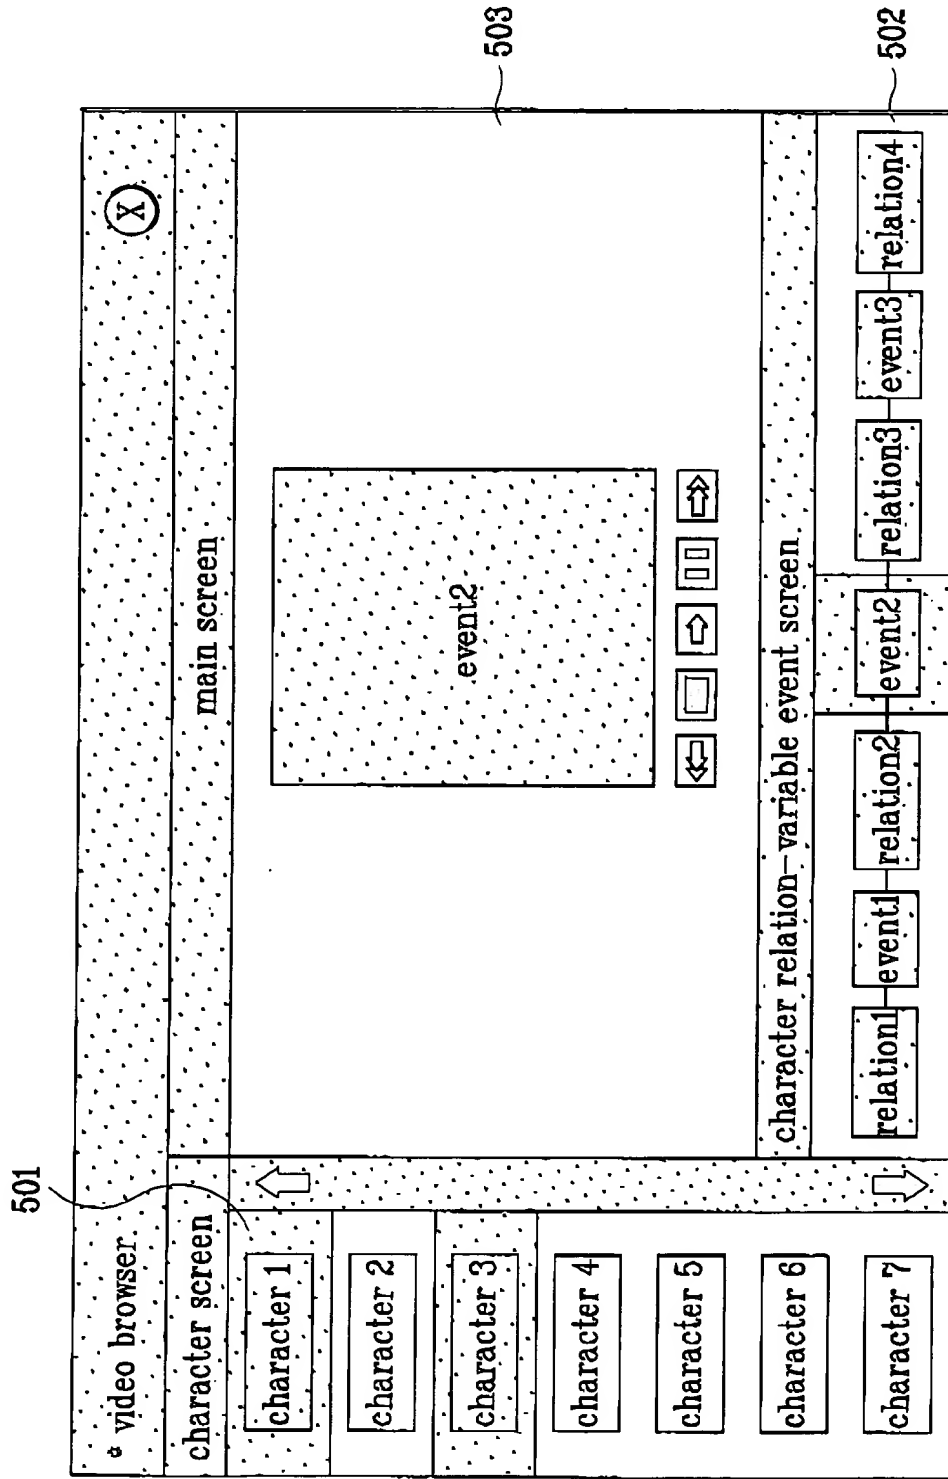 * video browser
X
character screen
main screen
501
character 1
character 2
character 3
character 4
character 5
character 6
character 7
event2
503
character relation-variable event screen
relation1
event1
relation2
event2
relation3
event3
relation4
502